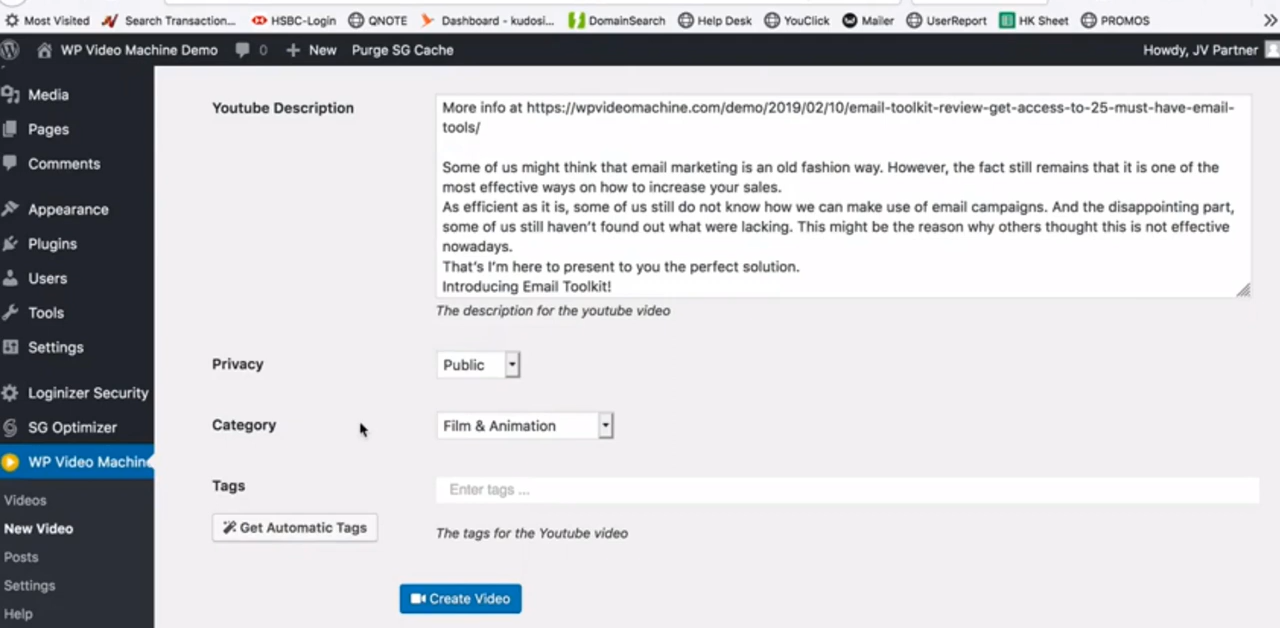 Most Visited Search Transaction... HSBC-Login QNOTE Dashboard - kudosi... DomainSearch Help Desk YouClick Mailer UserReport HK Sheet PROMOS
WP Video Machine Demo 0 New Purge SG Cache Howdy, JV Partner
Media
Pages
Comments
Appearance
Plugins
Users
Tools
Settings
Loginizer Security
SG Optimizer
WP Video Machin
Videos
New Video
Posts
Settings
Help
Youtube Description
More info at https://wpvideomachine.com/demo/2019/02/10/email-toolkit-review-get-access-to-25-must-have-email-
tools/
Some of us might think that email marketing is an old fashion way. However, the fact still remains that it is one of the
most effective ways on how to increase your sales.
As efficient as it is, some of us still do not know how we can make use of email campaigns. And the disappointing part,
some of us still haven't found out what were lacking. This might be the reason why others thought this is not effective
nowadays.
That's I'm here to present to you the perfect solution.
Introducing Email Toolkit!
The description for the youtube video
Privacy
Public
Category
Film & Animation
Tags
Enter tags ...
Get Automatic Tags
The tags for the Youtube video
Create Video